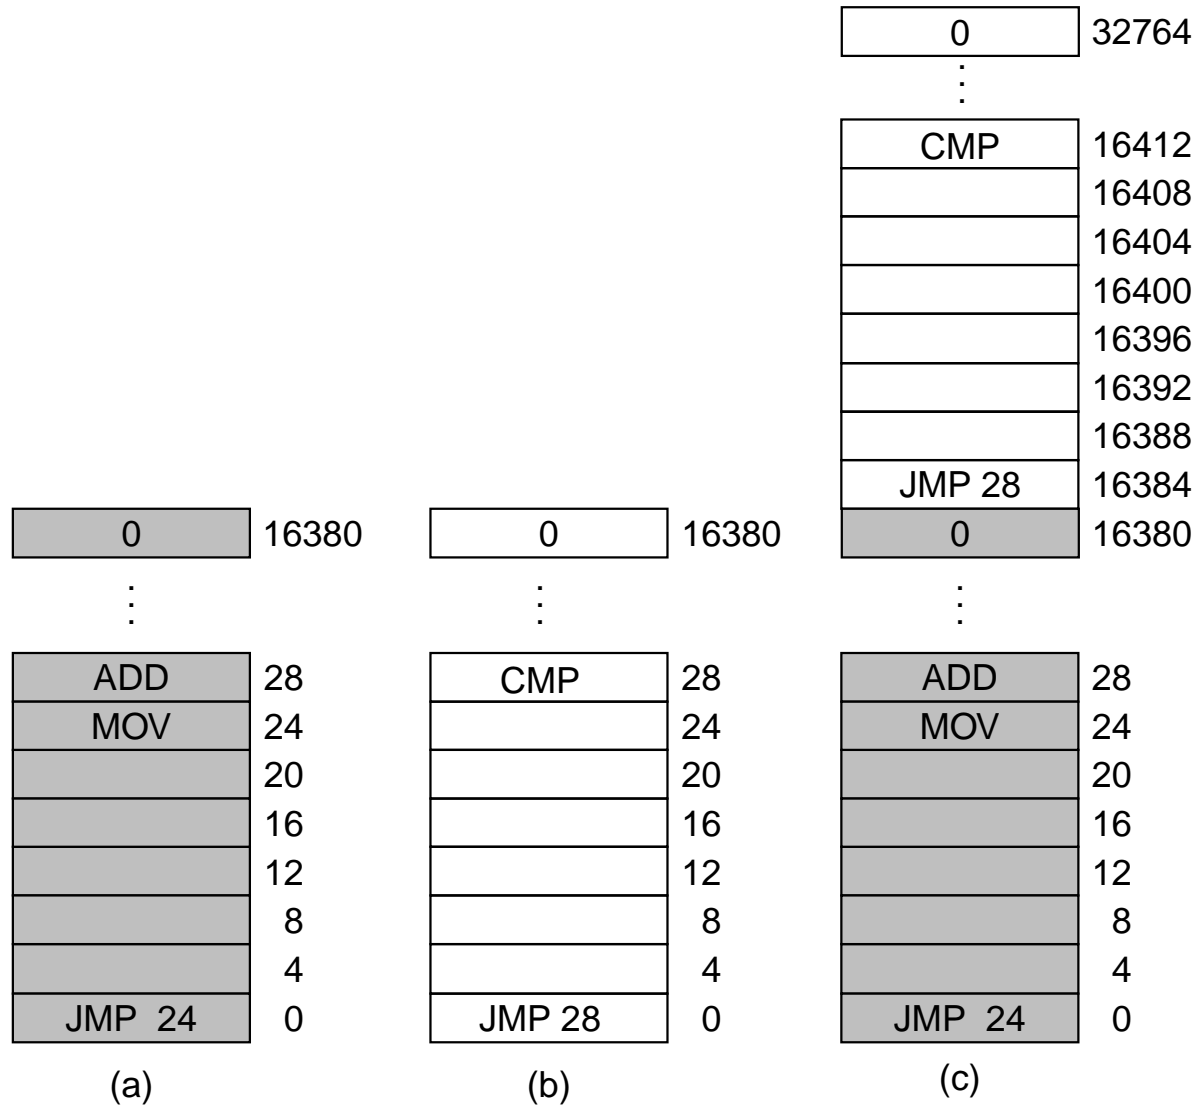 0 32764
.
.
.
CMP 16412
16408
16404
16400
16396
16392
16388
JMP 28 16384
0 16380 0 16380 0 16380
. . .
. . .
. . .
ADD 28 CMP 28 ADD 28
MOV 24 24 MOV 24
20 20 20
16 16 16
12 12 12
8 8 8
4 4 4
JMP 24 0 JMP 28 0 JMP 24 0
(a) (b) (c)